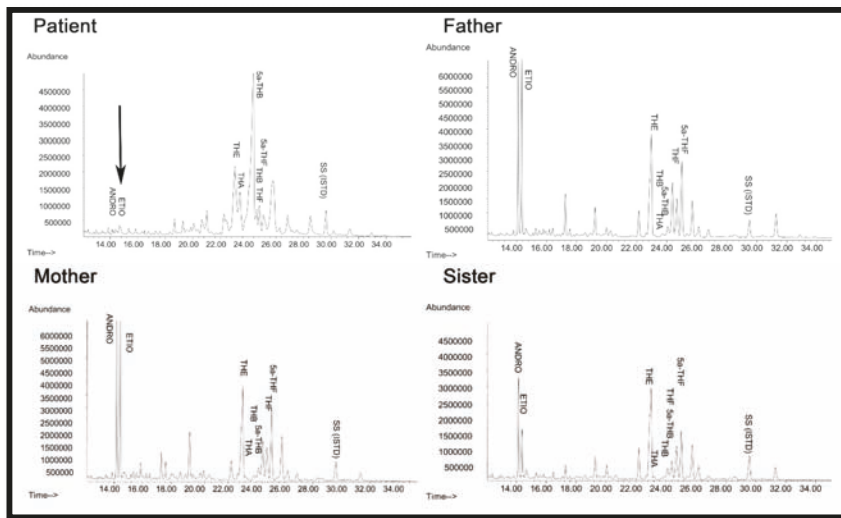 Patient
Abundance
4500000
4000000
3500000
3000000
2500000
2000000
1500000
1000000
500000
ANDRO
ETIO
THE
THA
5a-THB
THB
5a-THF
THF
SS (ISTD)
14.00 16.00 18.00 20.00 22.00 24.00 26.00 28.00 30.00 32.00 34.00
Time-->
Father
Abundance
6000000
5500000
5000000
4500000
4000000
3500000
3000000
2500000
2000000
1500000
1000000
500000
ANDRO
ETIO
THE
THB
5a-THB
THA
THF
5a-THF
SS (ISTD)
14.00 16.00 18.00 20.00 22.00 24.00 26.00 28.00 30.00 32.00 34.00
Time-->
Mother
Abundance
6000000
5500000
5000000
4500000
4000000
3500000
3000000
2500000
2000000
1500000
1000000
500000
ANDRO
ETIO
THE
THA
THB
5a-THB
THF
5a-THF
SS (ISTD)
14.00 16.00 18.00 20.00 22.00 24.00 26.00 28.00 30.00 32.00 34.00
Time-->
Sister
Abundance
4500000
4000000
3500000
3000000
2500000
2000000
1500000
1000000
500000
ANDRO
ETIO
THE
THA
THB
5a-THB
THF
5a-THF
SS (ISTD)
14.00 16.00 18.00 20.00 22.00 24.00 26.00 28.00 30.00 32.00 34.00
Time-->